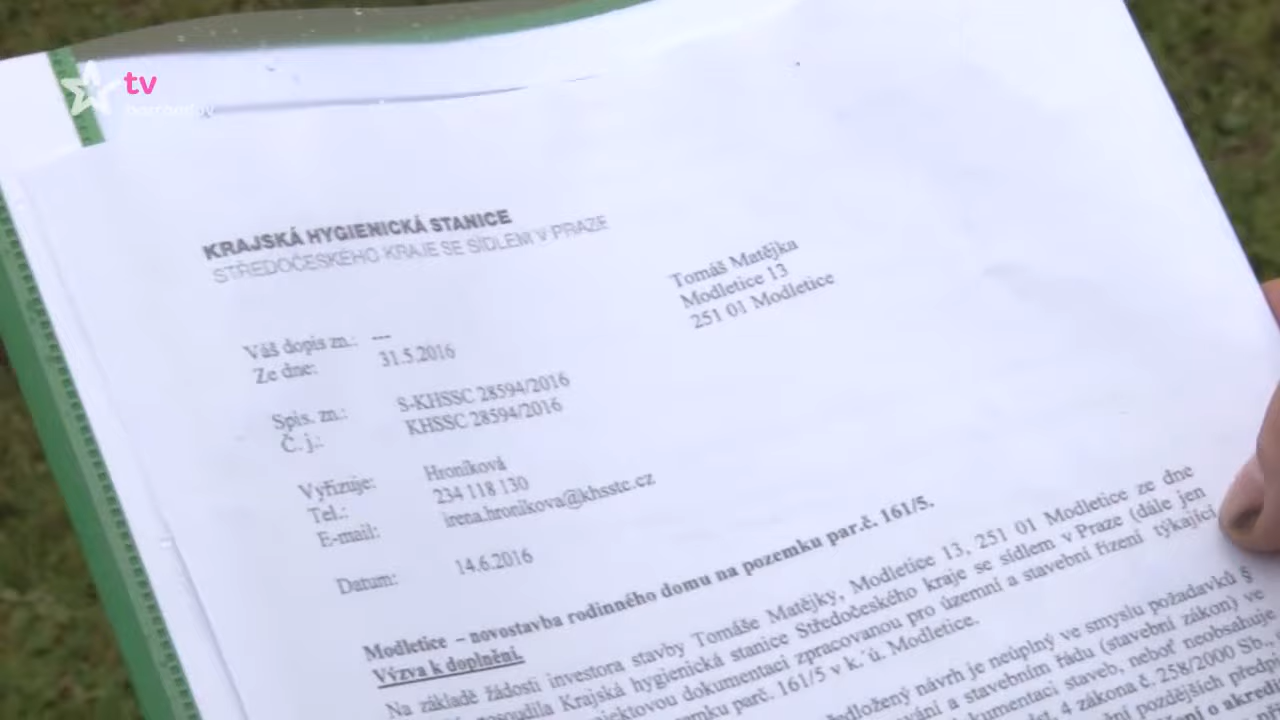 tv
KRAJSKÁ HYGIENICKÁ STANICE
STŘEDOČESKÉHO KRAJE SE SÍDLEM V PRAZE
Tomáš Matějka
Modletice 13
251 01 Modletice
Váš dopis zn.: ---
Ze dne: 31.5.2016
Spis. zn.: S-KHSSC 28594/2016
Č. j.: KHSSC 28594/2016
Vyřizuje: Hroníková
Tel.: 234 118 130
E-mail: irena.hronikova@khsstc.cz
Datum: 14.6.2016
Modletice – novostavba rodinného domu na pozemku par.č. 161/5.
Výzva k doplnění.
Na základě žádosti investora stavby Tomáše Matějky, Modletice 13, 251 01 Modletice ze dne
posoudila Krajská hygienická stanice Středočeského kraje se sídlem v Praze (dále jen
projektovou dokumentaci zpracovanou pro územní a stavební řízení týkající
pozemku parč. 161/5 v k. ú. Modletice.
předložený návrh je neúplný ve smyslu požadavků §
a stavebním řádu (stavební zákon) ve
dokumentaci staveb, neboť neobsahuje
4 zákona č. 258/2000 Sb.,
pozdějších předpi